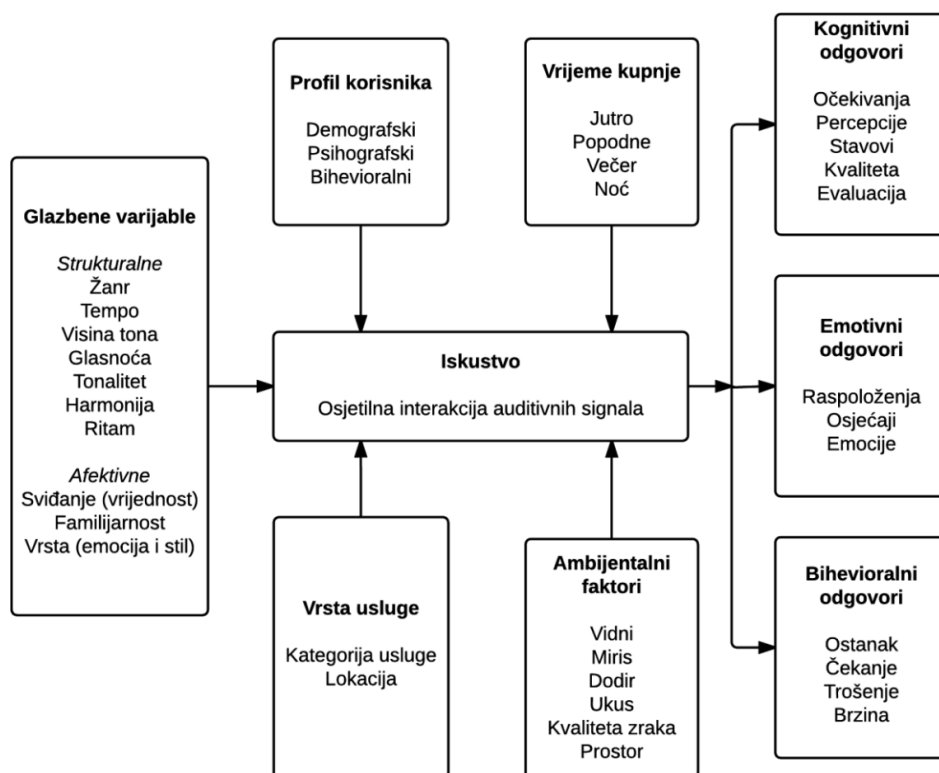 Glazbene varijable
Strukturalne
Žanr
Tempo
Visina tona
Glasnoća
Tonalitet
Harmonija
Ritam
Afektivne
Sviđanje (vrijednost)
Familijarnost
Vrsta (emocija i stil)
Profil korisnika
Demografski
Psihografski
Bihevioralni
Vrijeme kupnje
Jutro
Popodne
Večer
Noć
Iskustvo
Osjetilna interakcija auditivnih signala
Vrsta usluge
Kategorija usluge
Lokacija
Ambijentalni
faktori
Vidni
Miris
Dodir
Ukus
Kvaliteta zraka
Prostor
Kognitivni
odgovori
Očekivanja
Percepcije
Stavovi
Kvaliteta
Evaluacija
Emotivni
odgovori
Raspoloženja
Osjećaji
Emocije
Bihevioralni
odgovori
Ostanak
Čekanje
Trošenje
Brzina